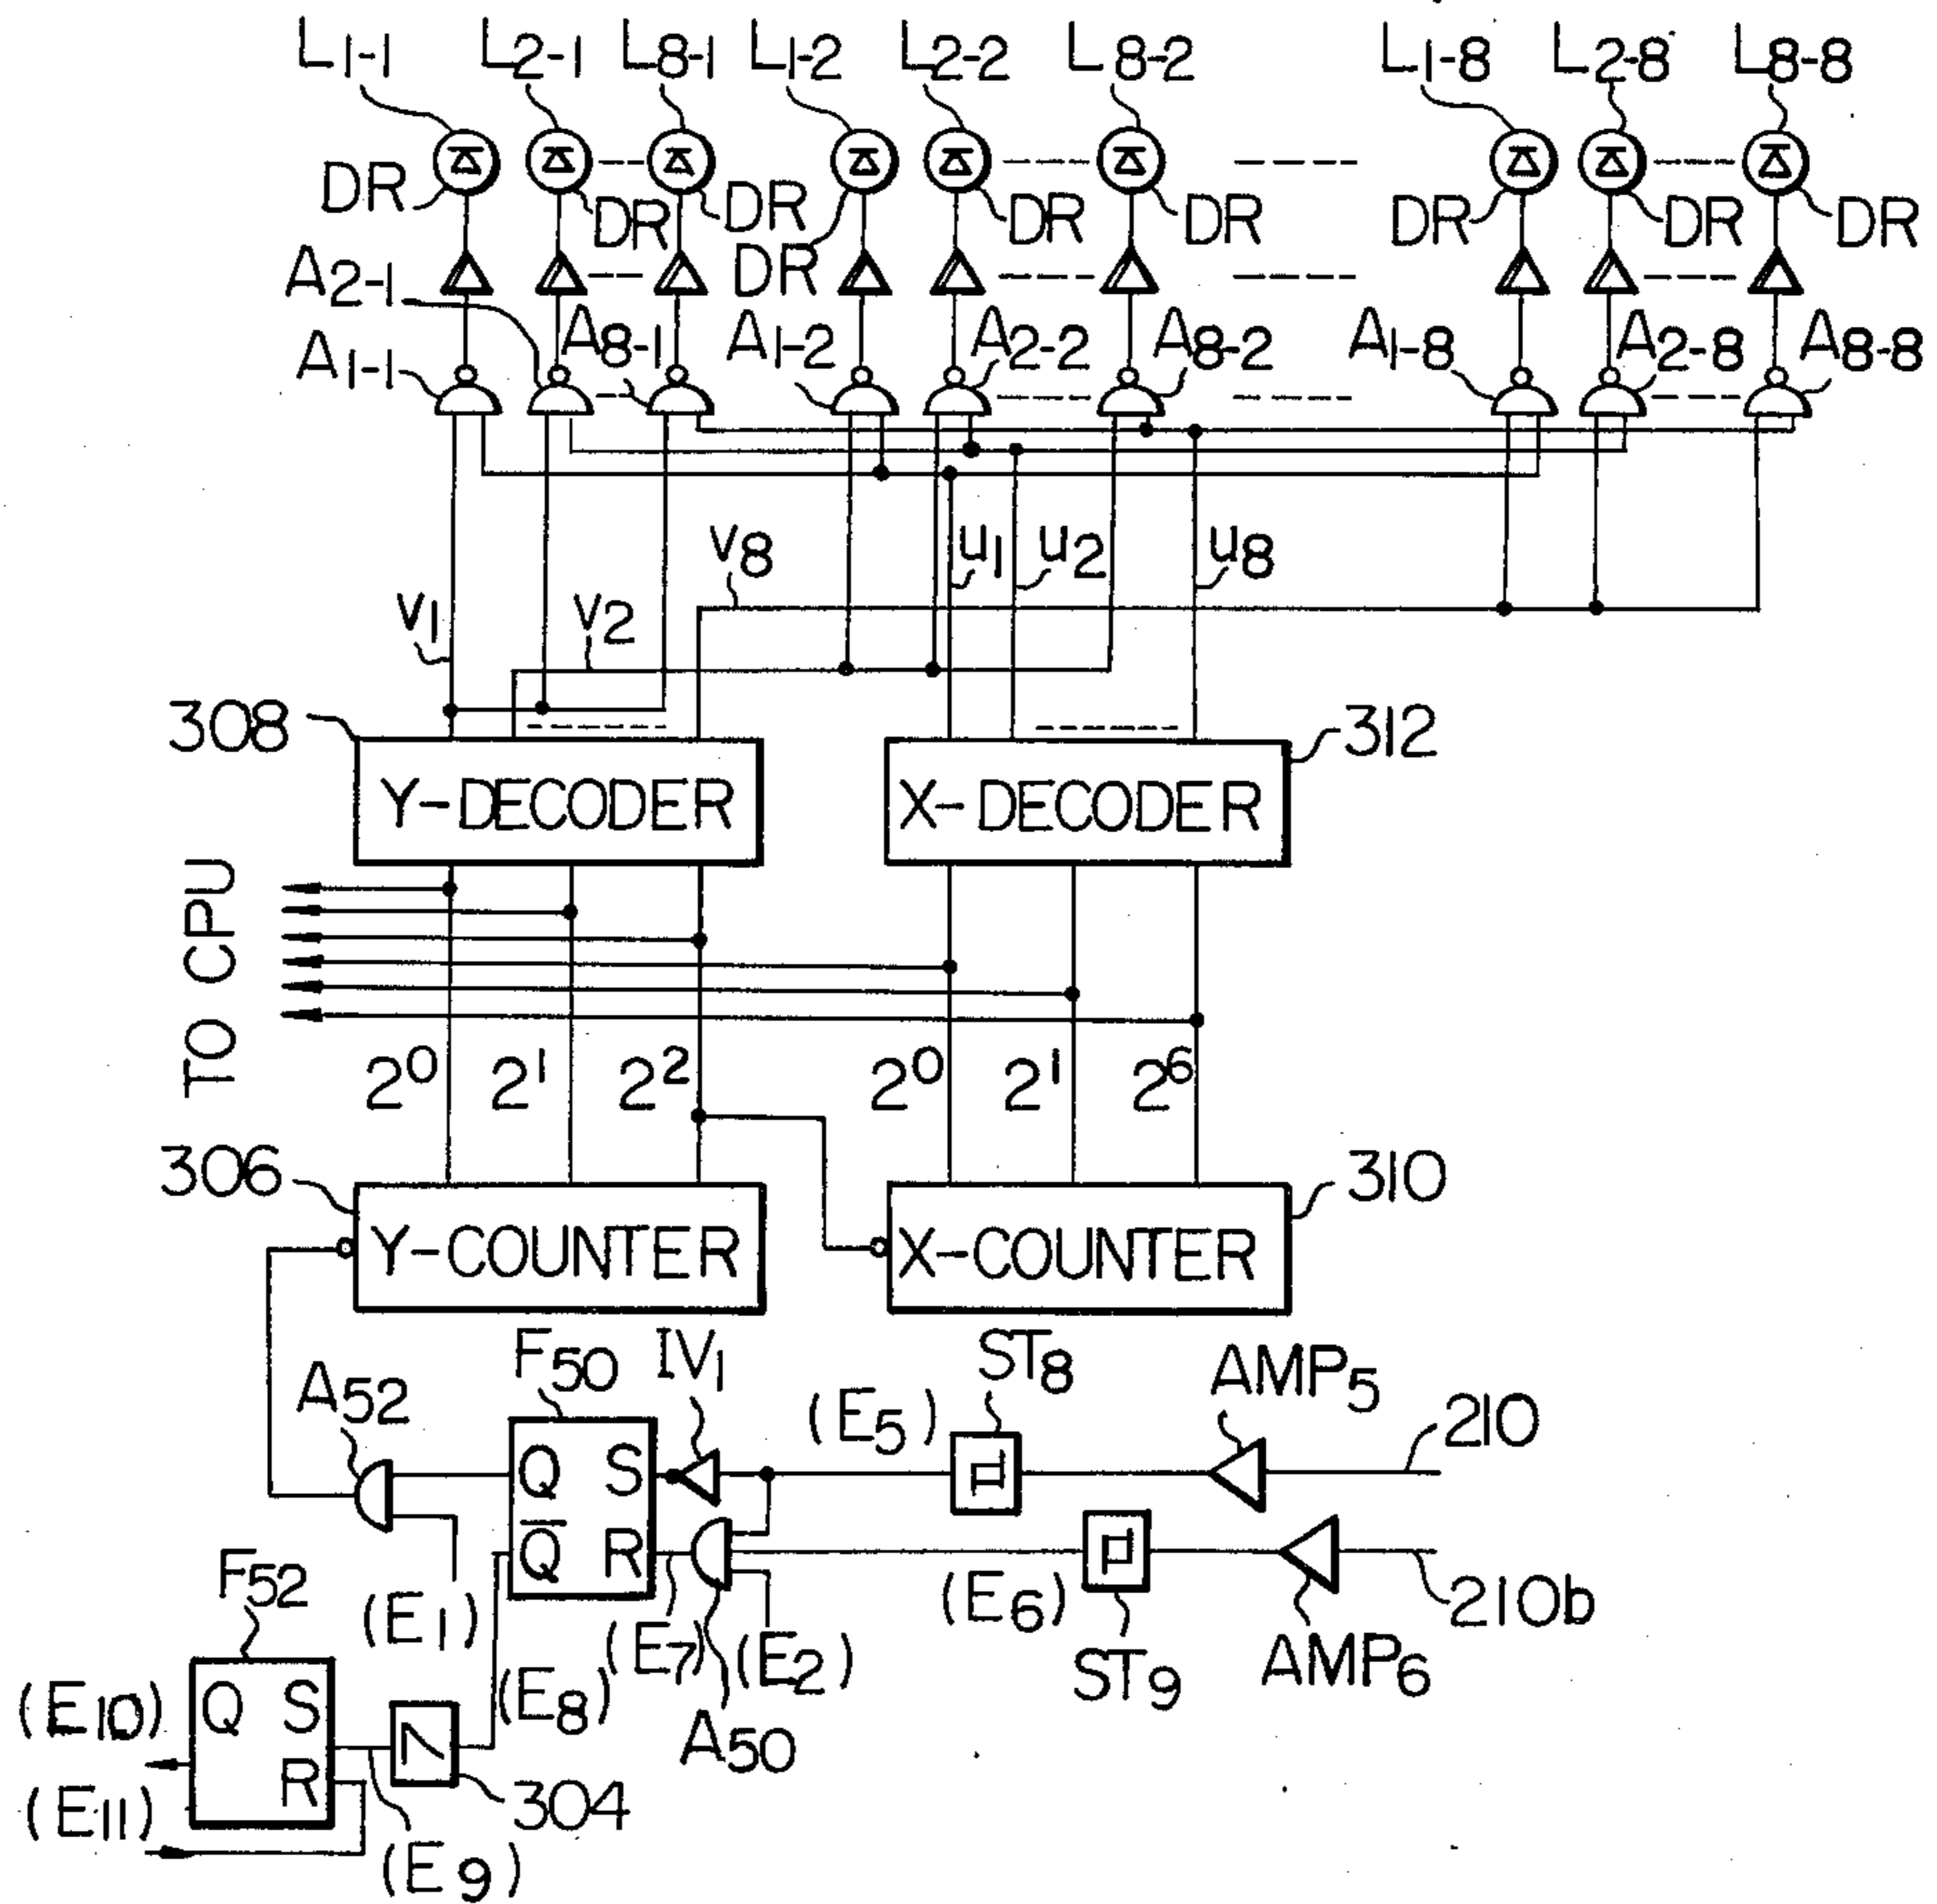 L1-1 L2-1 L8-1 L1-2 L2-2 L8-2 L1-8 L2-8 L8-8
DR DR DR DR DR DR DR DR DR
A2-1
A1-1 A8-1 A1-2 A2-2 A8-2 A1-8 A2-8 A8-8
v8 u1 u2 u8
v1 v2
308 312
Y-DECODER X-DECODER
TO CPU
2^0 2^1 2^2 2^0 2^1 2^6
306 310
Y-COUNTER X-COUNTER
A52 F50 IV1 (E5) ST8 AMP5
210
Q S
Q̅ R
F52 (E1) (E7) (E2) (E6) 210b
ST9 AMP6
(E10) Q S (E8) A50
R
(E11) 304
(E9)